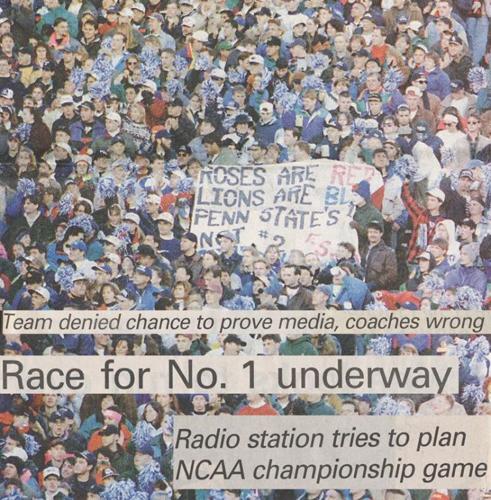 ROSES ARE RED
LIONS ARE BL
PENN STATE'S
NOT #2
Team denied chance to prove media, coaches wrong
Race for No. 1 underway
Radio station tries to plan
NCAA championship game